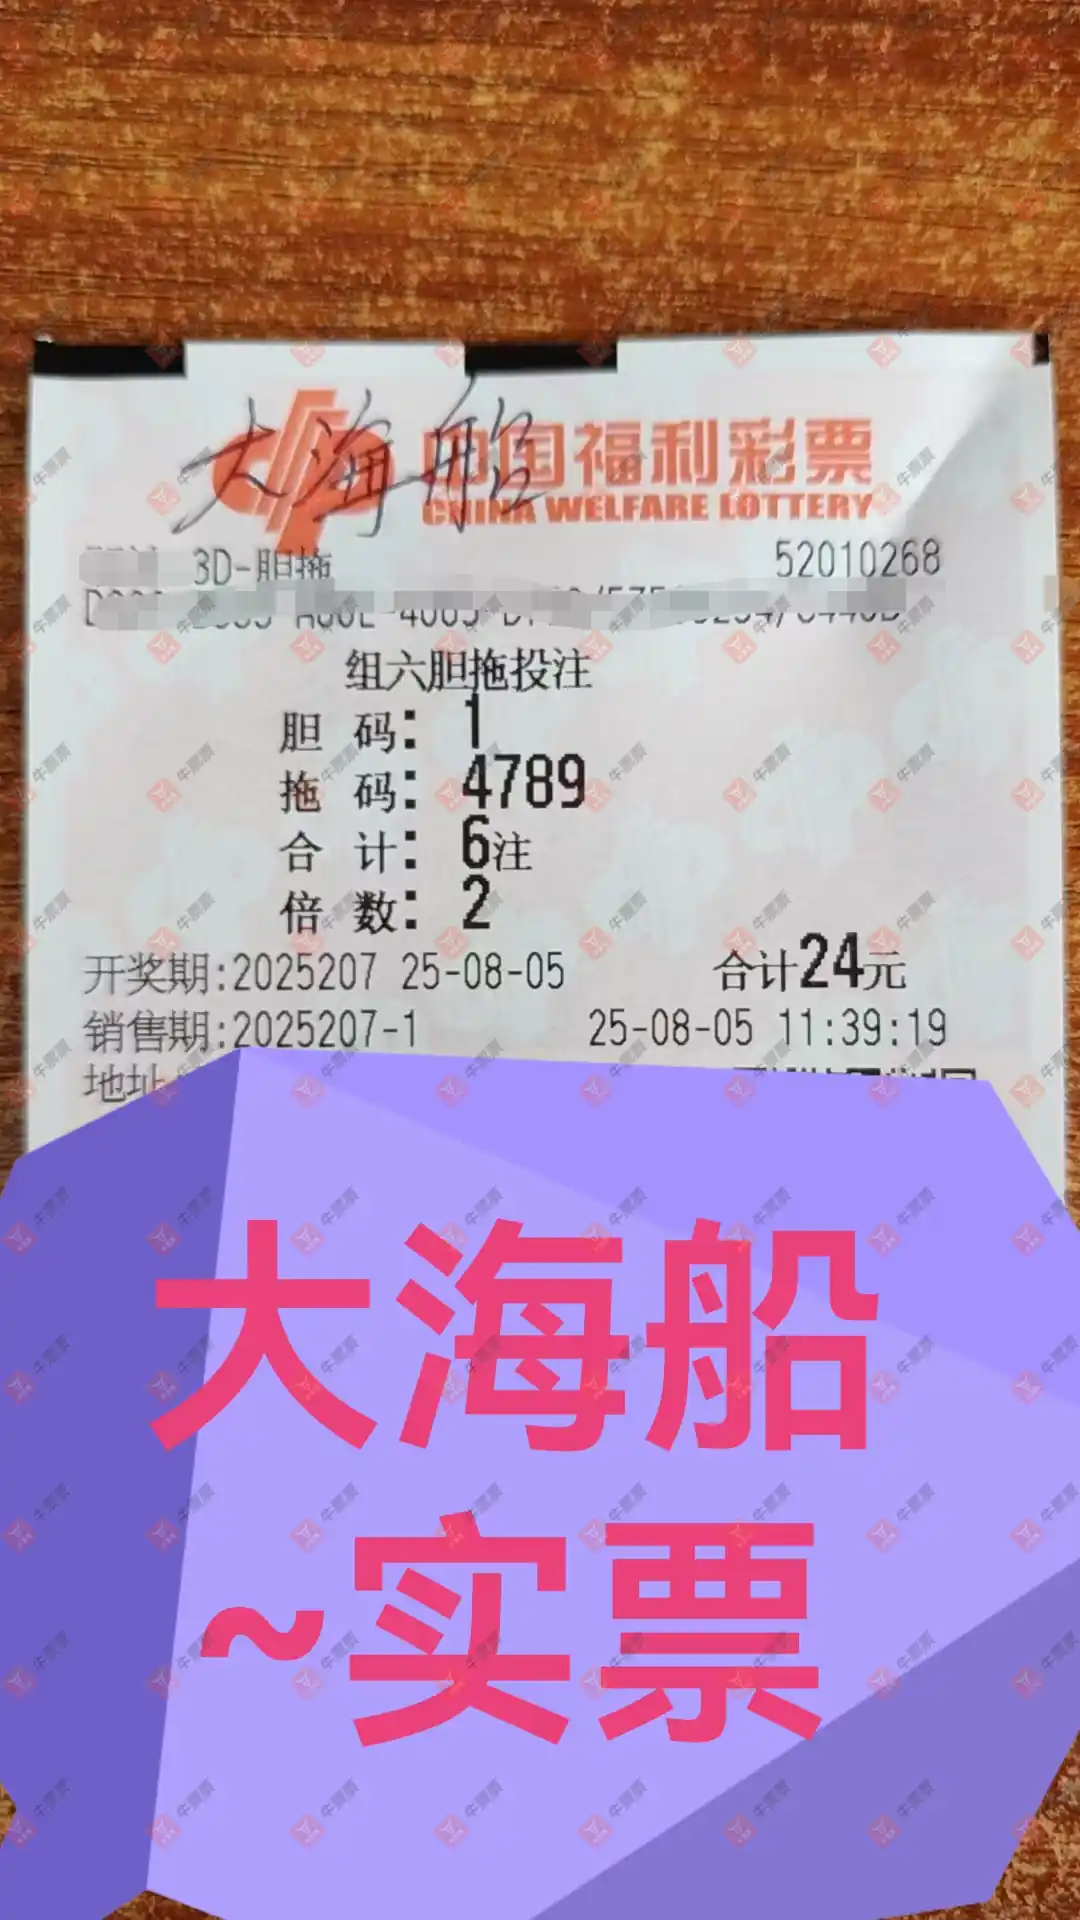 大海船
中国福利彩票
CHINA WELFARE LOTTERY
3D-胆拖
52010268
组六胆拖投注
胆 码: 1
拖 码: 4789
合 计: 6注
倍 数: 2
开奖期:2025207 25-08-05 合计24元
销售期:2025207-1 25-08-05 11:39:19
地址
大海船
~实票
牛票票